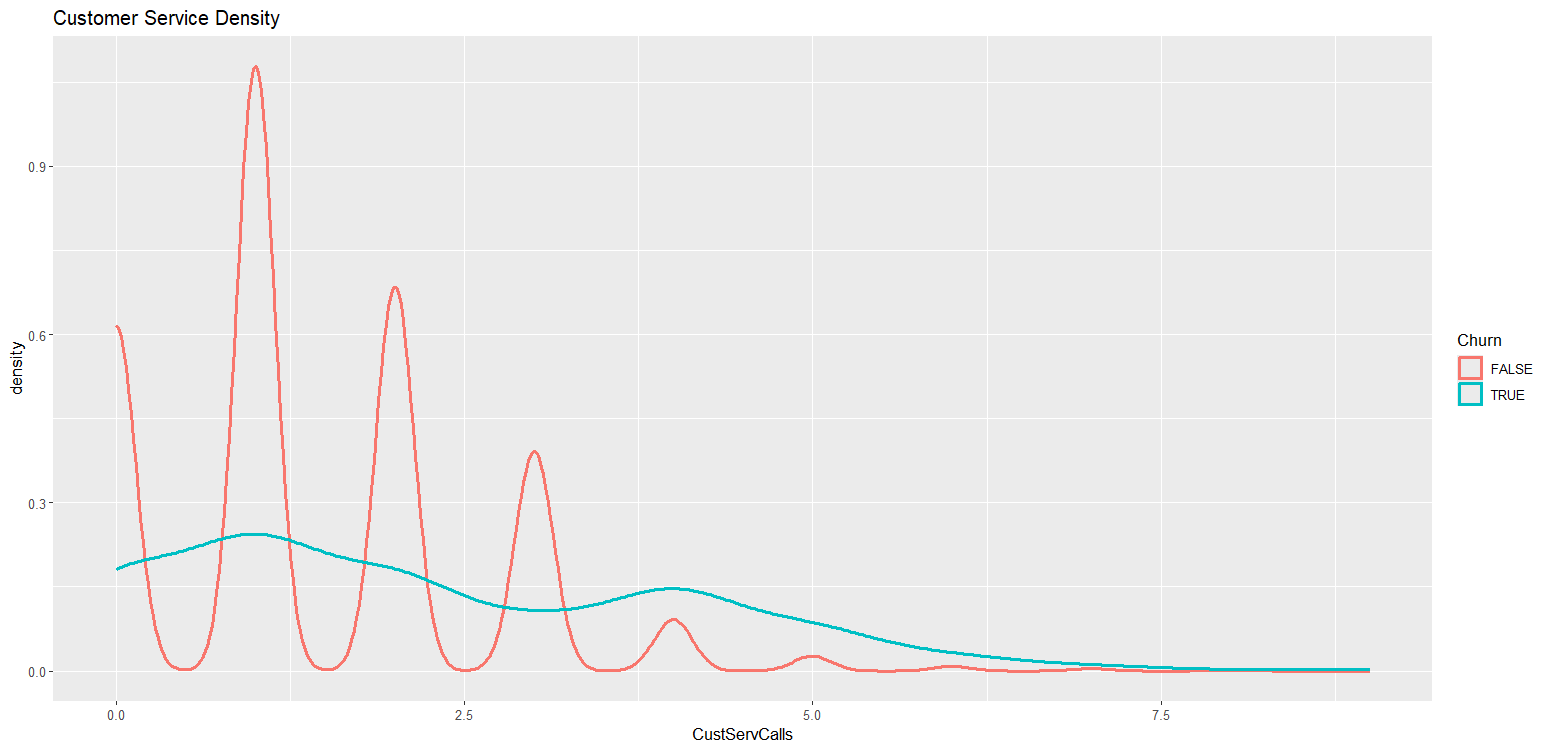 Customer Service Density
density
0.9
0.6
0.3
0.0
0.0 2.5 5.0 7.5
CustServCalls
Churn
FALSE
TRUE